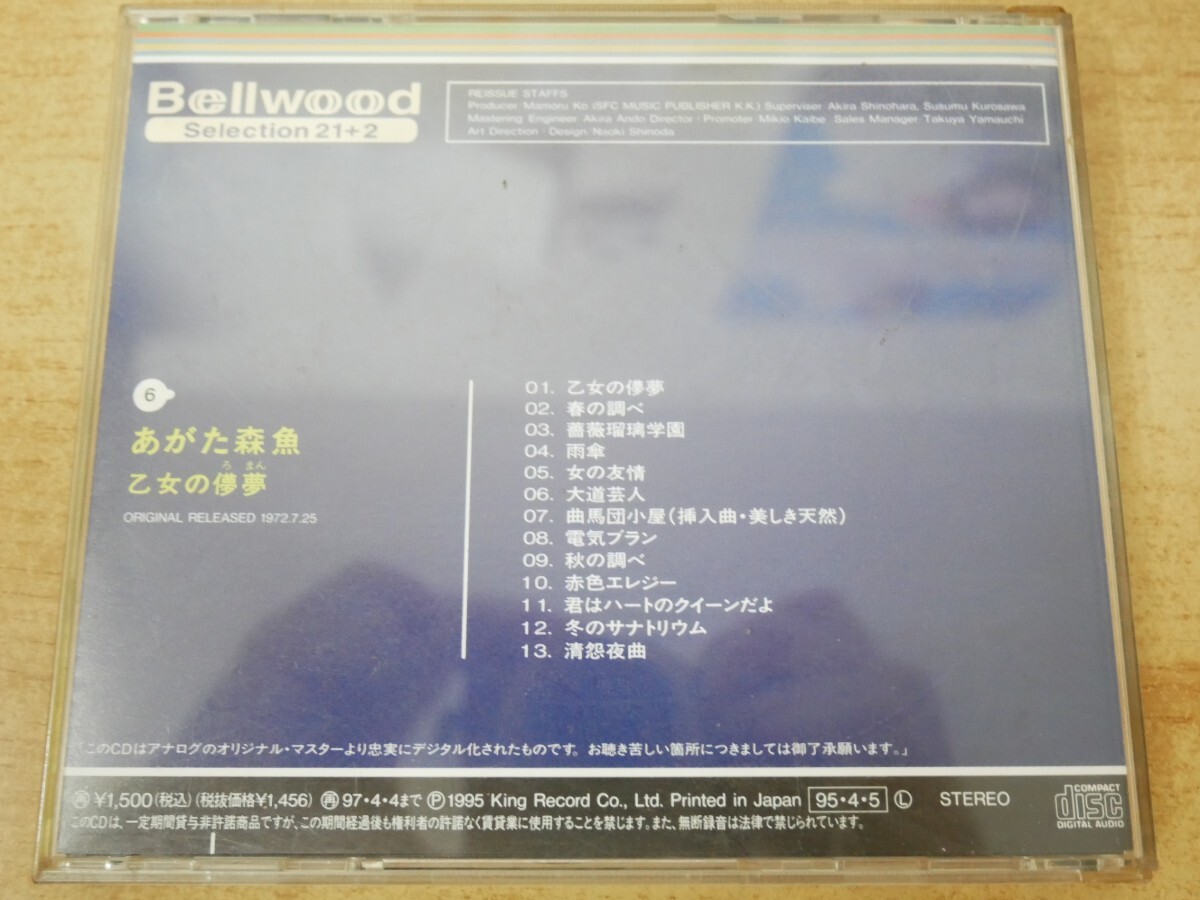 Bellwood
Selection 21+2
REISSUE STAFFS
Producer Mamoru Ko (SFC MUSIC PUBLISHER K.K.) Superviser Akira Shinohara, Susumu Kurosawa
Mastening Engineer Akira Ando Director · Promoter Mikio Kaibe Sales Manager Takuya Yamauchi
Art Direction · Design Naoki Shinoda
6
あがた森魚
ろまん
乙女の儚夢
ORIGINAL RELEASED 1972.7.25
01. 乙女の儚夢
02. 春の調べ
03. 薔薇瑠璃学園
04. 雨傘
05. 女の友情
06. 大道芸人
07. 曲馬団小屋(挿入曲・美しき天然)
08. 電気ブラン
09. 秋の調べ
10. 赤色エレジー
11. 君はハートのクイーンだよ
12. 冬のサナトリウム
13. 清怨夜曲
「このCDはアナログのオリジナル・マスターより忠実にデジタル化されたものです。お聴き苦しい箇所につきましては御了承願います。」
再 ¥1,500(税込)(税抜価格¥1,456) 再 97・4・4まで Ⓟ1995 King Record Co., Ltd. Printed in Japan 95・4・5 Ⓛ STEREO
このCDは、一定期間貸与非許諾商品ですが、この期間経過後も権利者の許諾なく賃貸業に使用することを禁じます。また、無断録音は法律で禁じられています。
COMPACT
disc
DIGITAL AUDIO